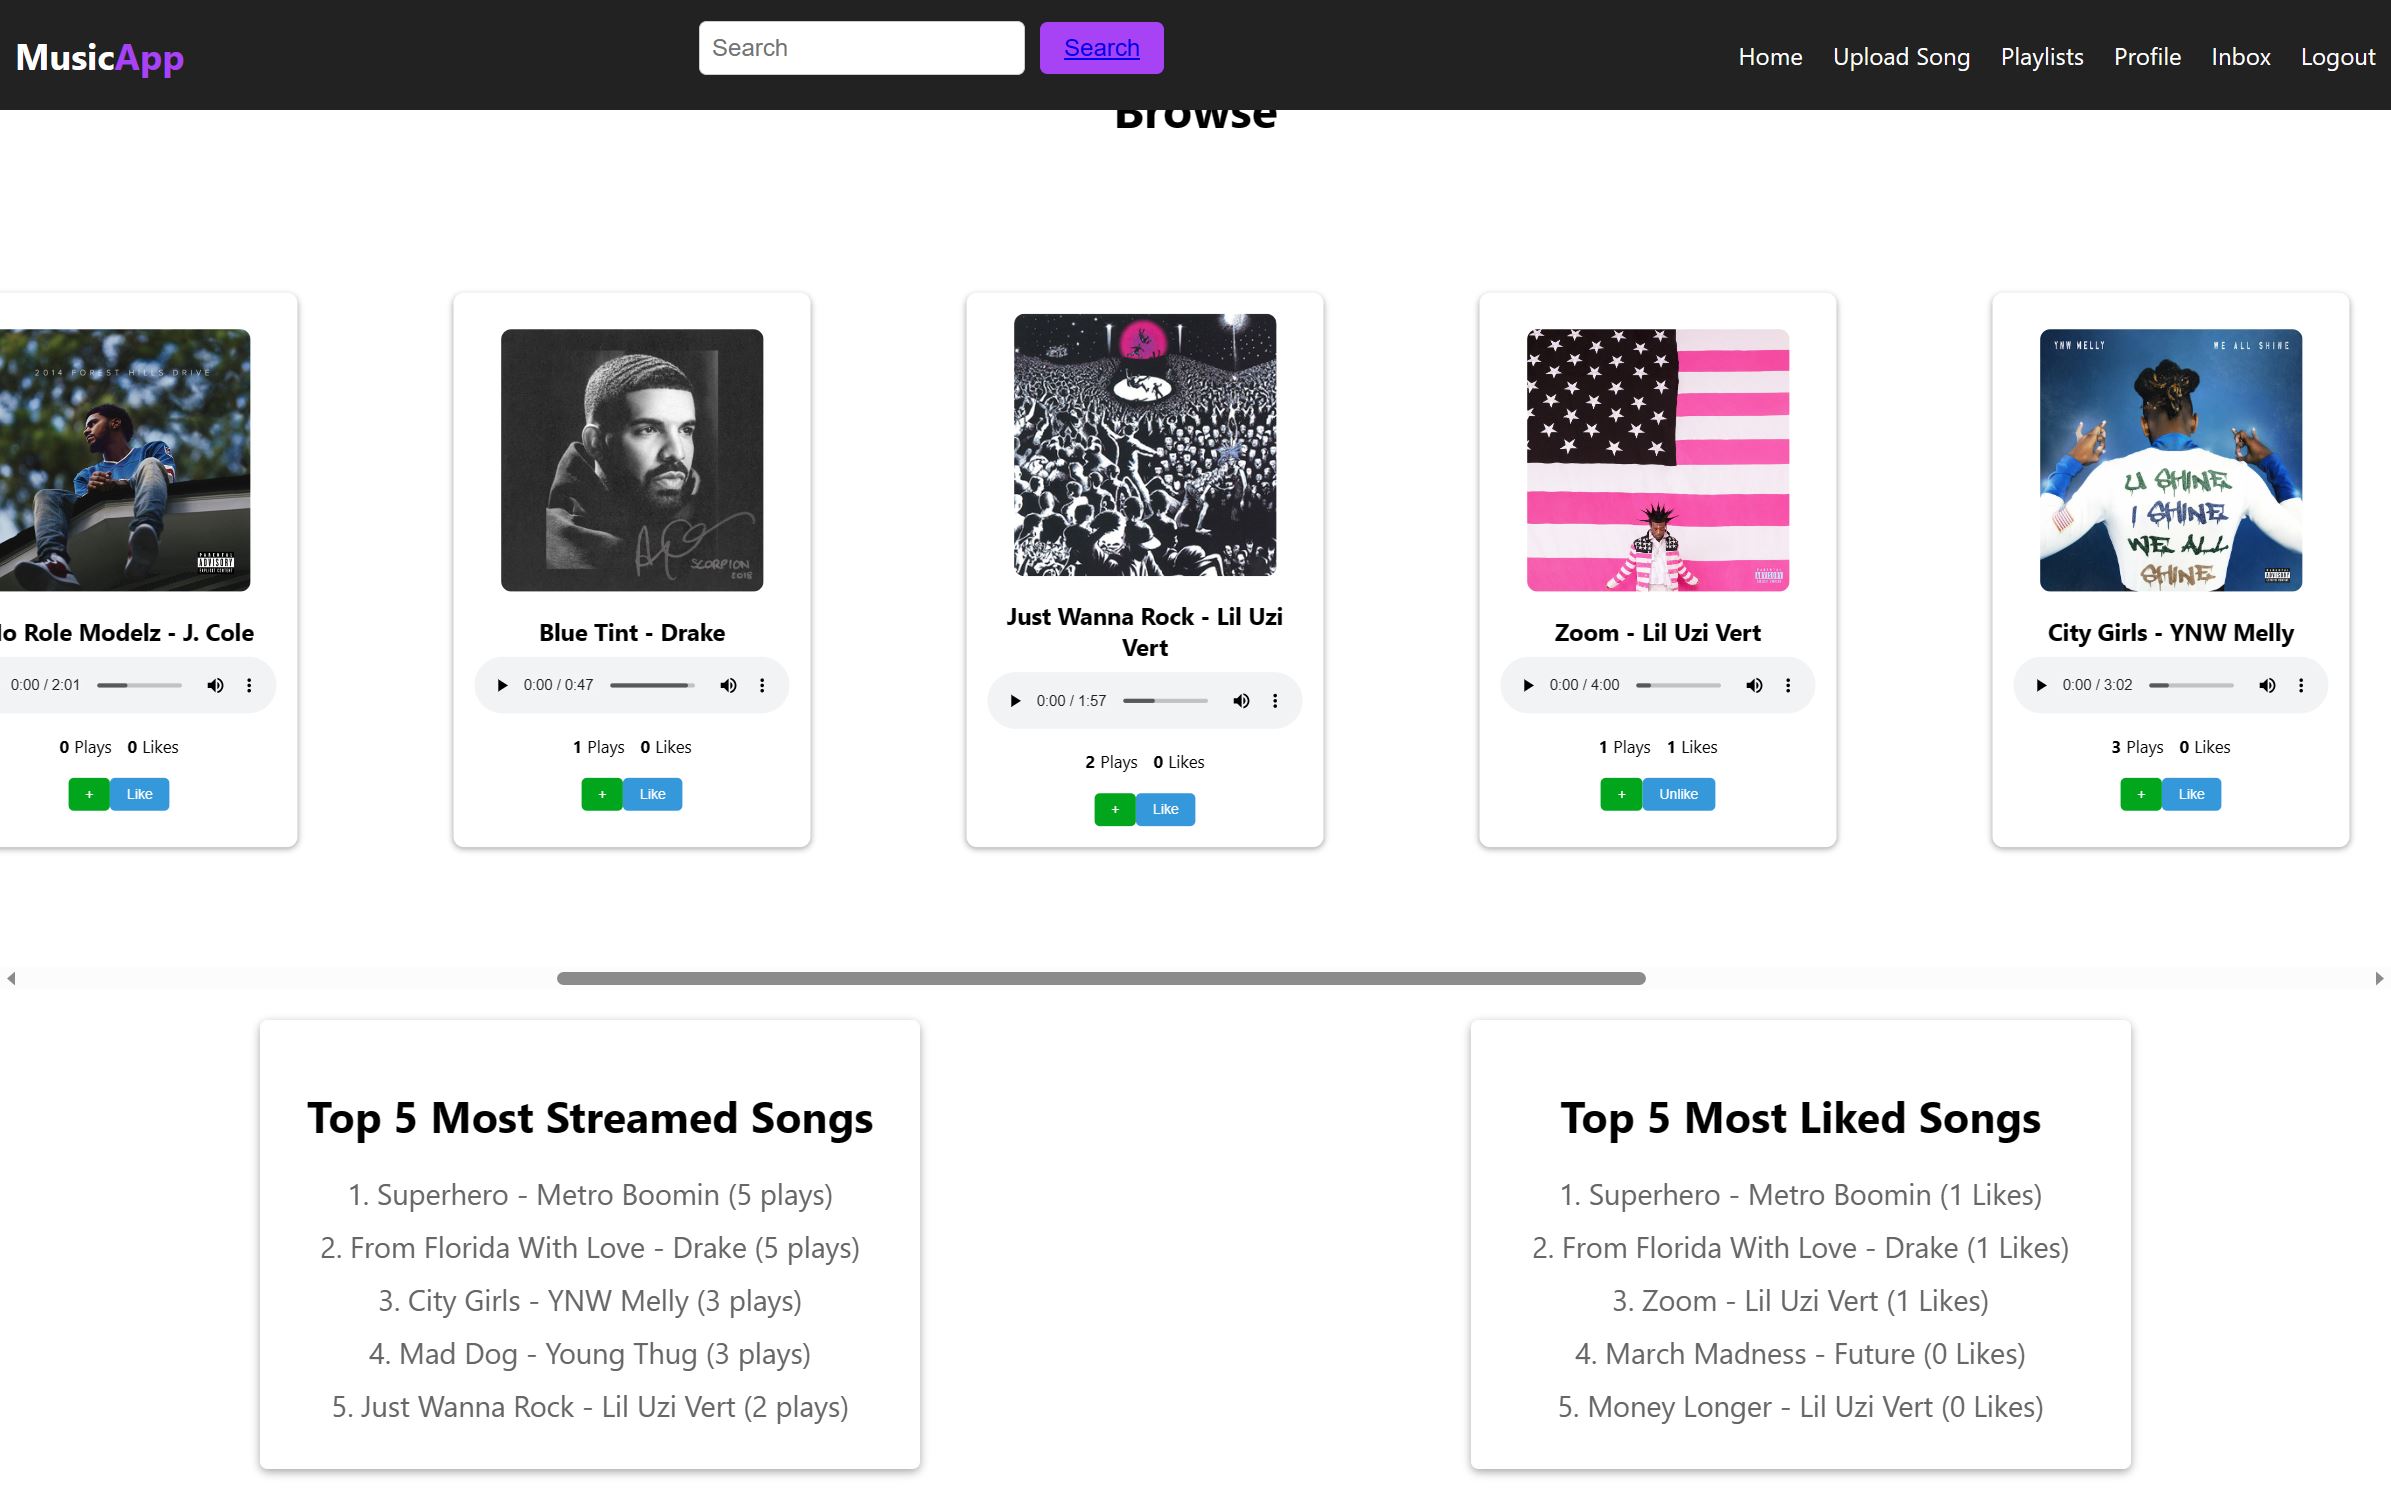 MusicApp
Search
Search
Home
Upload Song
Playlists
Profile
Inbox
Logout
Browse
2014 FOREST HILLS DRIVE
PARENTAL
ADVISORY
EXPLICIT CONTENT
o Role Modelz - J. Cole
0:00 / 2:01
0 Plays 0 Likes
+ Like
SCORPION
2018
Blue Tint - Drake
0:00 / 0:47
1 Plays 0 Likes
+ Like
Just Wanna Rock - Lil Uzi
Vert
0:00 / 1:57
2 Plays 0 Likes
+ Like
ADVISORY
Zoom - Lil Uzi Vert
0:00 / 4:00
1 Plays 1 Likes
+ Unlike
YNW MELLY
WE ALL SHINE
U SHINE
I SHINE
WE ALL
SHINE
ADVISORY
City Girls - YNW Melly
0:00 / 3:02
3 Plays 0 Likes
+ Like
Top 5 Most Streamed Songs
1. Superhero - Metro Boomin (5 plays)
2. From Florida With Love - Drake (5 plays)
3. City Girls - YNW Melly (3 plays)
4. Mad Dog - Young Thug (3 plays)
5. Just Wanna Rock - Lil Uzi Vert (2 plays)
Top 5 Most Liked Songs
1. Superhero - Metro Boomin (1 Likes)
2. From Florida With Love - Drake (1 Likes)
3. Zoom - Lil Uzi Vert (1 Likes)
4. March Madness - Future (0 Likes)
5. Money Longer - Lil Uzi Vert (0 Likes)